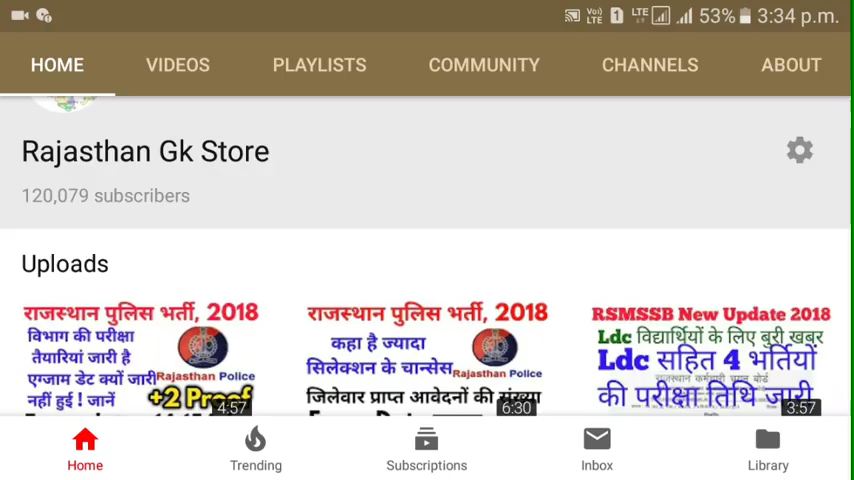 VoLTE 1 LTE 53% 3:34 p.m.
HOME VIDEOS PLAYLISTS COMMUNITY CHANNELS ABOUT
Rajasthan Gk Store
120,079 subscribers
Uploads
राजस्थान पुलिस भर्ती, 2018
विभाग की परीक्षा
तैयारियां जारी है
एग्जाम डेट क्यों जारी
नहीं हुई ! जानें
Rajasthan Police
+2 Proof
4:57
राजस्थान पुलिस भर्ती, 2018
कहा है ज्यादा
सिलेक्शन के चान्सेस
Rajasthan Police
जिलेवार प्राप्त आवेदनों की संख्या
6:30
RSMSSB New Update 2018
Ldc विद्यार्थियों के लिए बुरी खबर
Ldc सहित 4 भर्तियों
की परीक्षा तिथि जारी
3:57
Home Trending Subscriptions Inbox Library